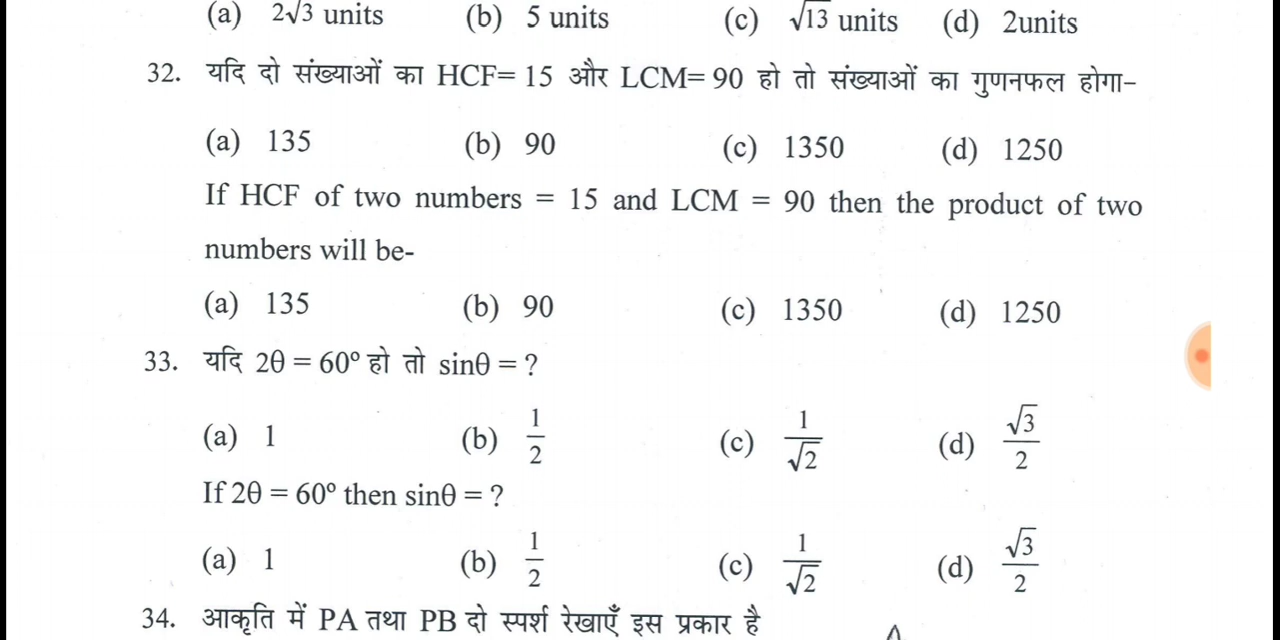 (a) 2√3 units (b) 5 units (c) √13 units (d) 2units
32. यदि दो संख्याओं का HCF= 15 और LCM= 90 हो तो संख्याओं का गुणनफल होगा-
(a) 135 (b) 90 (c) 1350 (d) 1250
If HCF of two numbers = 15 and LCM = 90 then the product of two
numbers will be-
(a) 135 (b) 90 (c) 1350 (d) 1250
33. यदि 2θ = 60º हो तो sinθ = ?
(a) 1 (b) 1/2 (c) 1/√2 (d) √3/2
If 2θ = 60º then sinθ = ?
(a) 1 (b) 1/2 (c) 1/√2 (d) √3/2
34. आकृति में PA तथा PB दो स्पर्श रेखाएँ इस प्रकार है
A